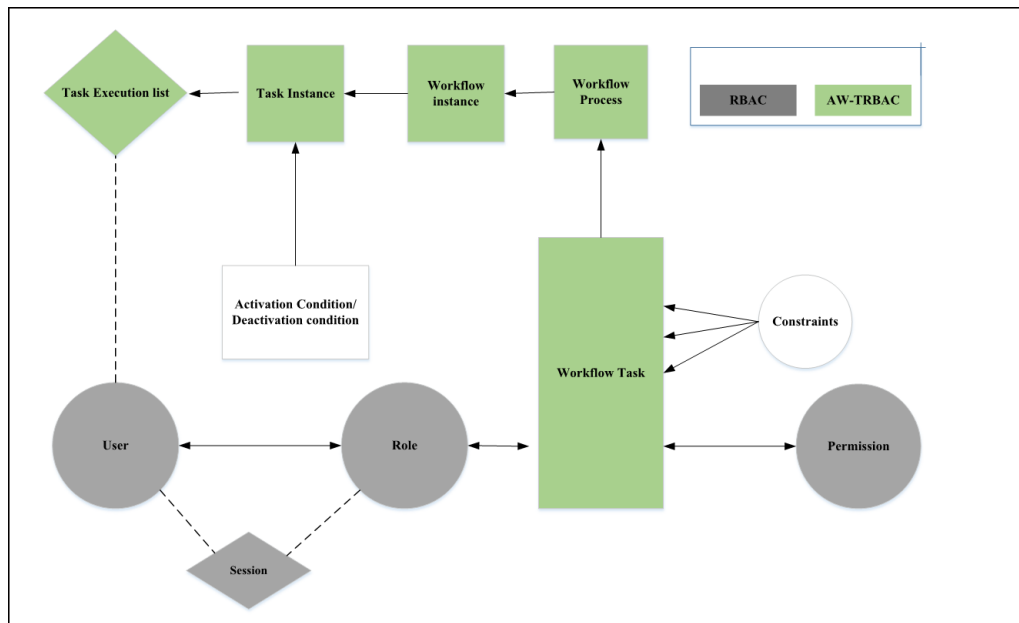 Task Execution list
Task Instance
Workflow
instance
Workflow
Process
RBAC
AW-TRBAC
Activation Condition/
Deactivation condition
Constraints
Workflow Task
User
Role
Permission
Session